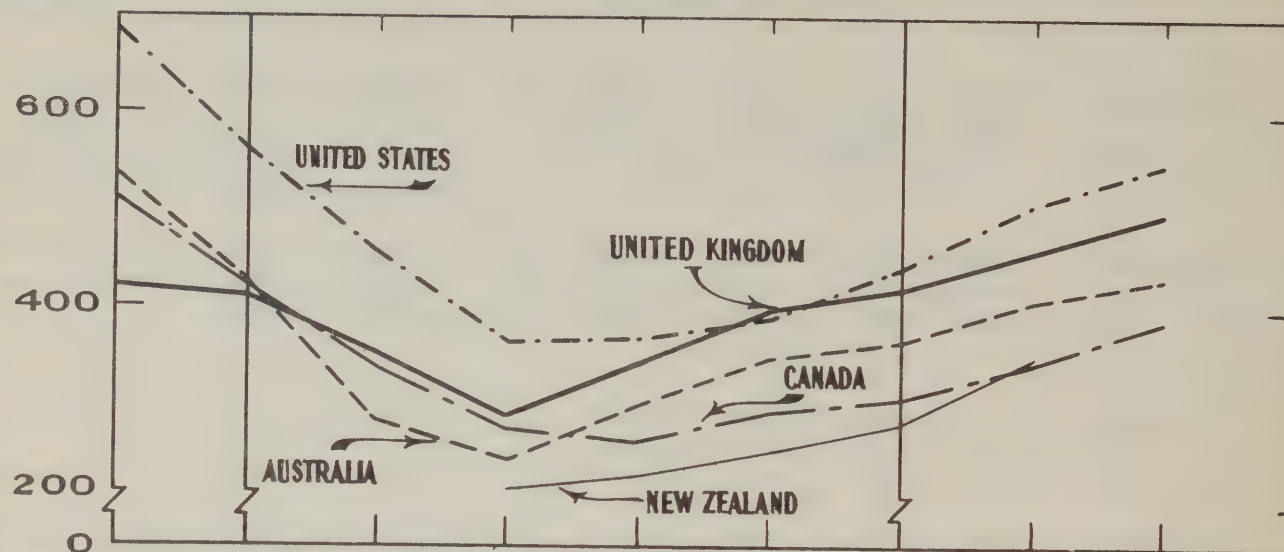 600
UNITED STATES
UNITED KINGDOM
400
CANADA
AUSTRALIA
200
NEW ZEALAND
0